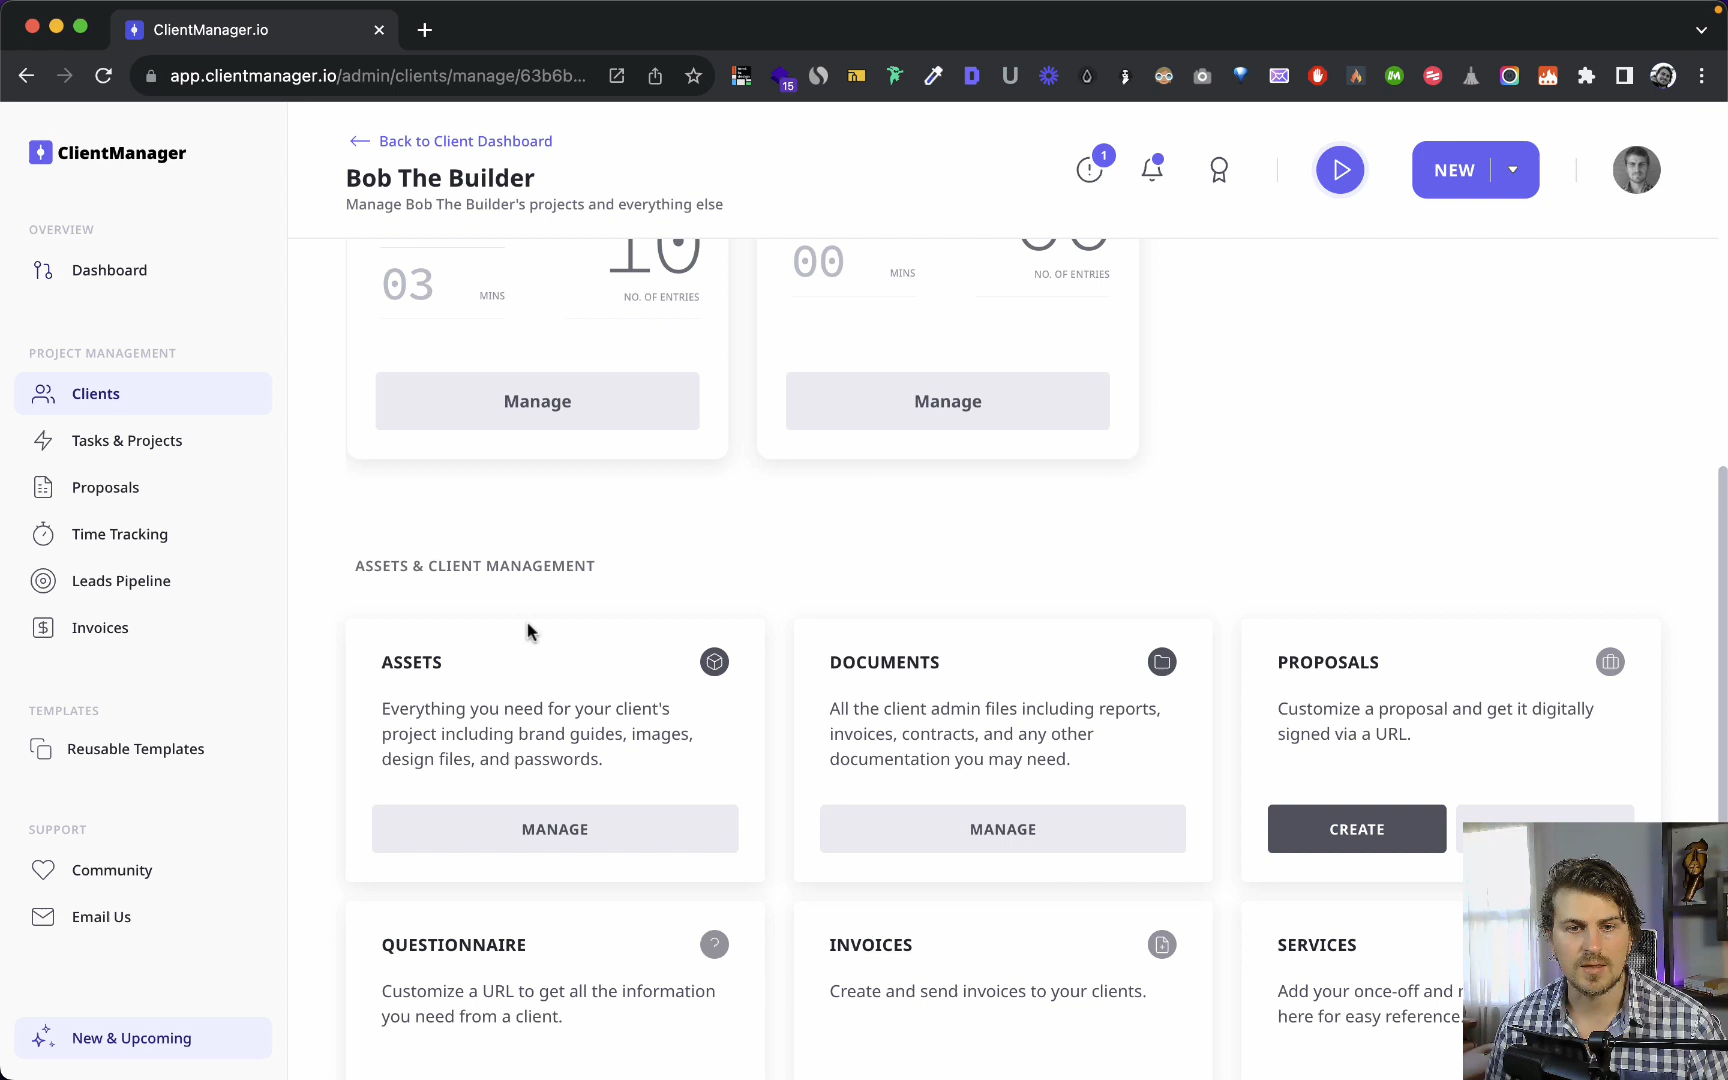 ClientManager.io
app.clientmanager.io/admin/clients/manage/63b6b...
15
ClientManager
OVERVIEW
Dashboard
PROJECT MANAGEMENT
Clients
Tasks & Projects
Proposals
Time Tracking
Leads Pipeline
Invoices
TEMPLATES
Reusable Templates
SUPPORT
Community
Email Us
New & Upcoming
Back to Client Dashboard
Bob The Builder
Manage Bob The Builder's projects and everything else
1
NEW
03
MINS
10
NO. OF ENTRIES
Manage
00
MINS
NO. OF ENTRIES
Manage
ASSETS & CLIENT MANAGEMENT
ASSETS
Everything you need for your client's
project including brand guides, images,
design files, and passwords.
MANAGE
DOCUMENTS
All the client admin files including reports,
invoices, contracts, and any other
documentation you may need.
MANAGE
PROPOSALS
Customize a proposal and get it digitally
signed via a URL.
CREATE
QUESTIONNAIRE
Customize a URL to get all the information
you need from a client.
INVOICES
Create and send invoices to your clients.
SERVICES
Add your once-off and
here for easy reference.